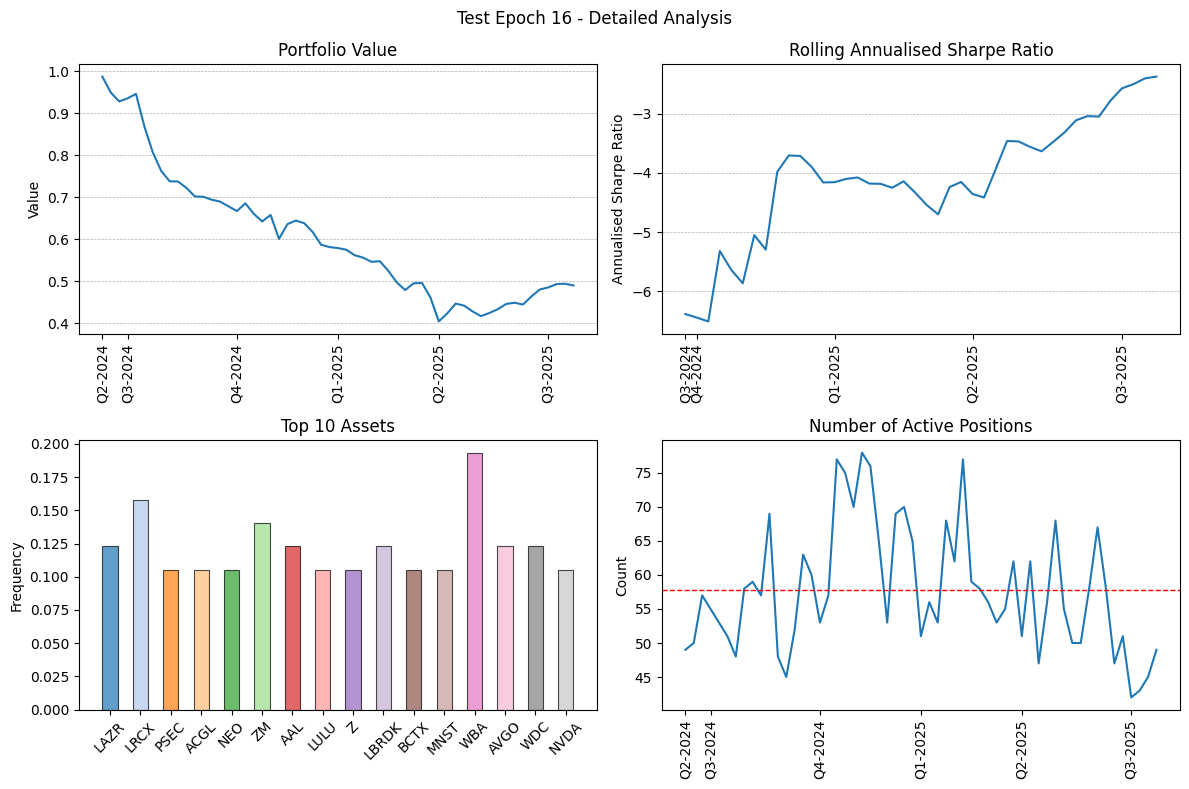 Test Epoch 16 - Detailed Analysis
Portfolio Value
Value
1.0
0.9
0.8
0.7
0.6
0.5
0.4
Q2-2024
Q3-2024
Q4-2024
Q1-2025
Q2-2025
Q3-2025
Rolling Annualised Sharpe Ratio
Annualised Sharpe Ratio
−3
−4
−5
−6
Q3-2024
Q4-2024
Q1-2025
Q2-2025
Q3-2025
Top 10 Assets
Frequency
0.200
0.175
0.150
0.125
0.100
0.075
0.050
0.025
0.000
LAZR
LRCX
PSEC
ACGL
NEO
ZM
AAL
LULU
Z
LBRDK
BCTX
MNST
WBA
AVGO
WDC
NVDA
Number of Active Positions
Count
75
70
65
60
55
50
45
Q2-2024
Q3-2024
Q4-2024
Q1-2025
Q2-2025
Q3-2025